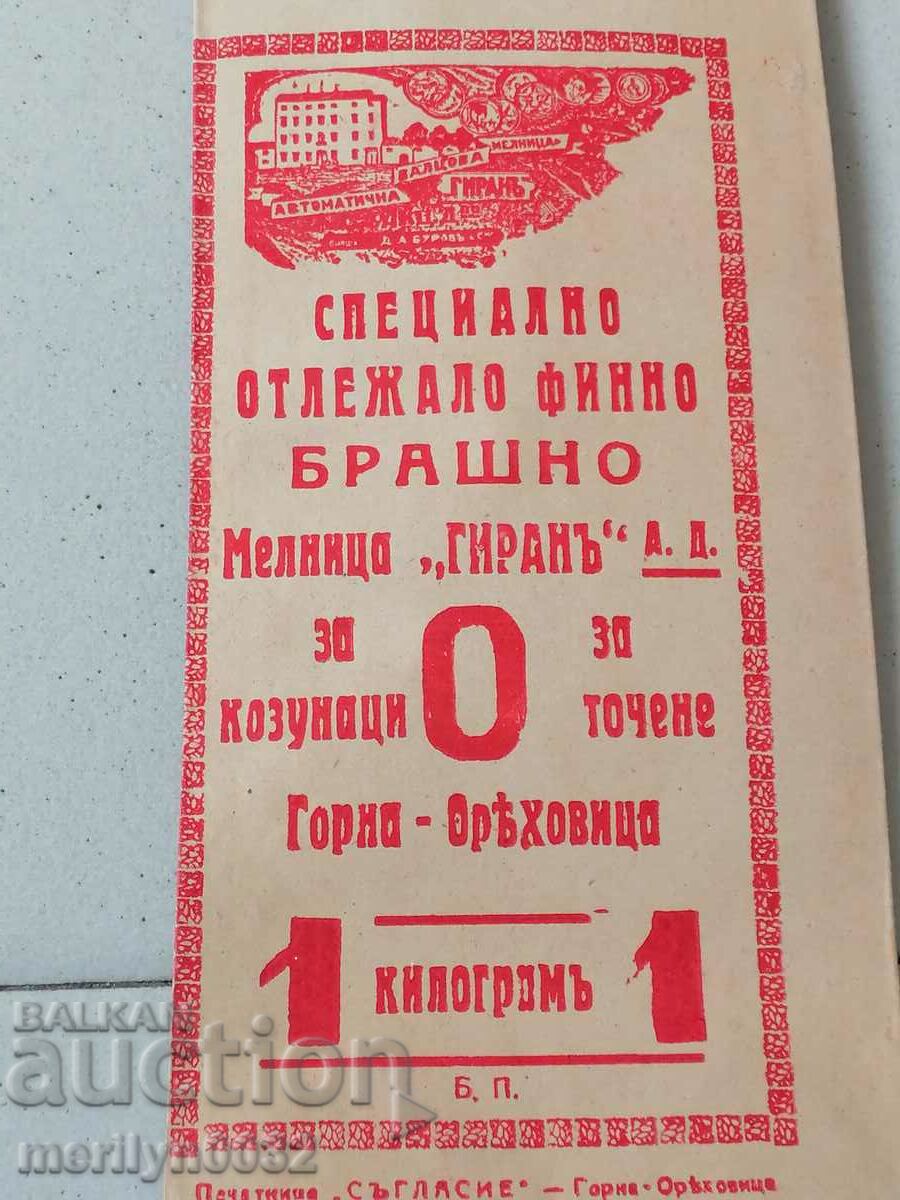 АВТОМАТИЧНА ВАЛЦОВА МЕЛНИЦА
ГИРАНЪ
Д. А. БУРОВЪ
СПЕЦИАЛНО
ОТЛЕЖАЛО ФИННО
БРАШНО
Мелница „ГИРАНЪ“ А. Д.
за 0 за
козунаци точене
Горна - Орѣховица
1 килограмъ 1
Б. П.
Печатница „СЪГЛАСИЕ" — Горна-Орѣховица
BALKAN
auction
merilyn0032